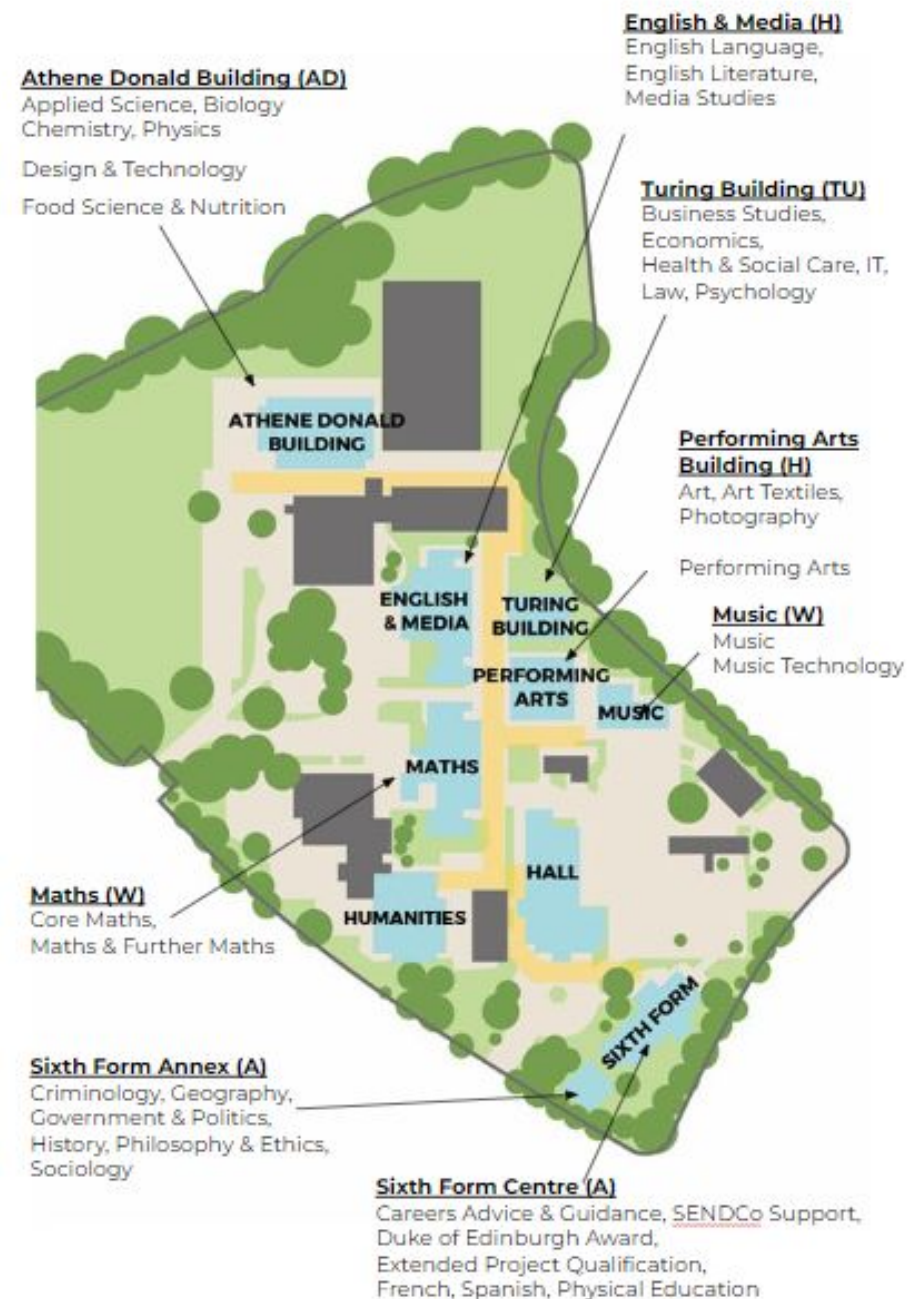 English & Media (H)
English Language,
English Literature,
Media Studies
Athene Donald Building (AD)
Applied Science, Biology
Chemistry, Physics
Design & Technology
Food Science & Nutrition
Turing Building (TU)
Business Studies,
Economics,
Health & Social Care, IT,
Law, Psychology
Performing Arts
Building (H)
Art, Art Textiles,
Photography
Performing Arts
Music (W)
Music
Music Technology
ATHENE DONALD
BUILDING
ENGLISH
& MEDIA
TURING
BUILDING
PERFORMING
ARTS
MUSIC
MATHS
HALL
HUMANITIES
SIXTH FORM
Maths (W)
Core Maths,
Maths & Further Maths
Sixth Form Annex (A)
Criminology, Geography,
Government & Politics,
History, Philosophy & Ethics,
Sociology
Sixth Form Centre (A)
Careers Advice & Guidance, SENDCo Support,
Duke of Edinburgh Award,
Extended Project Qualification,
French, Spanish, Physical Education